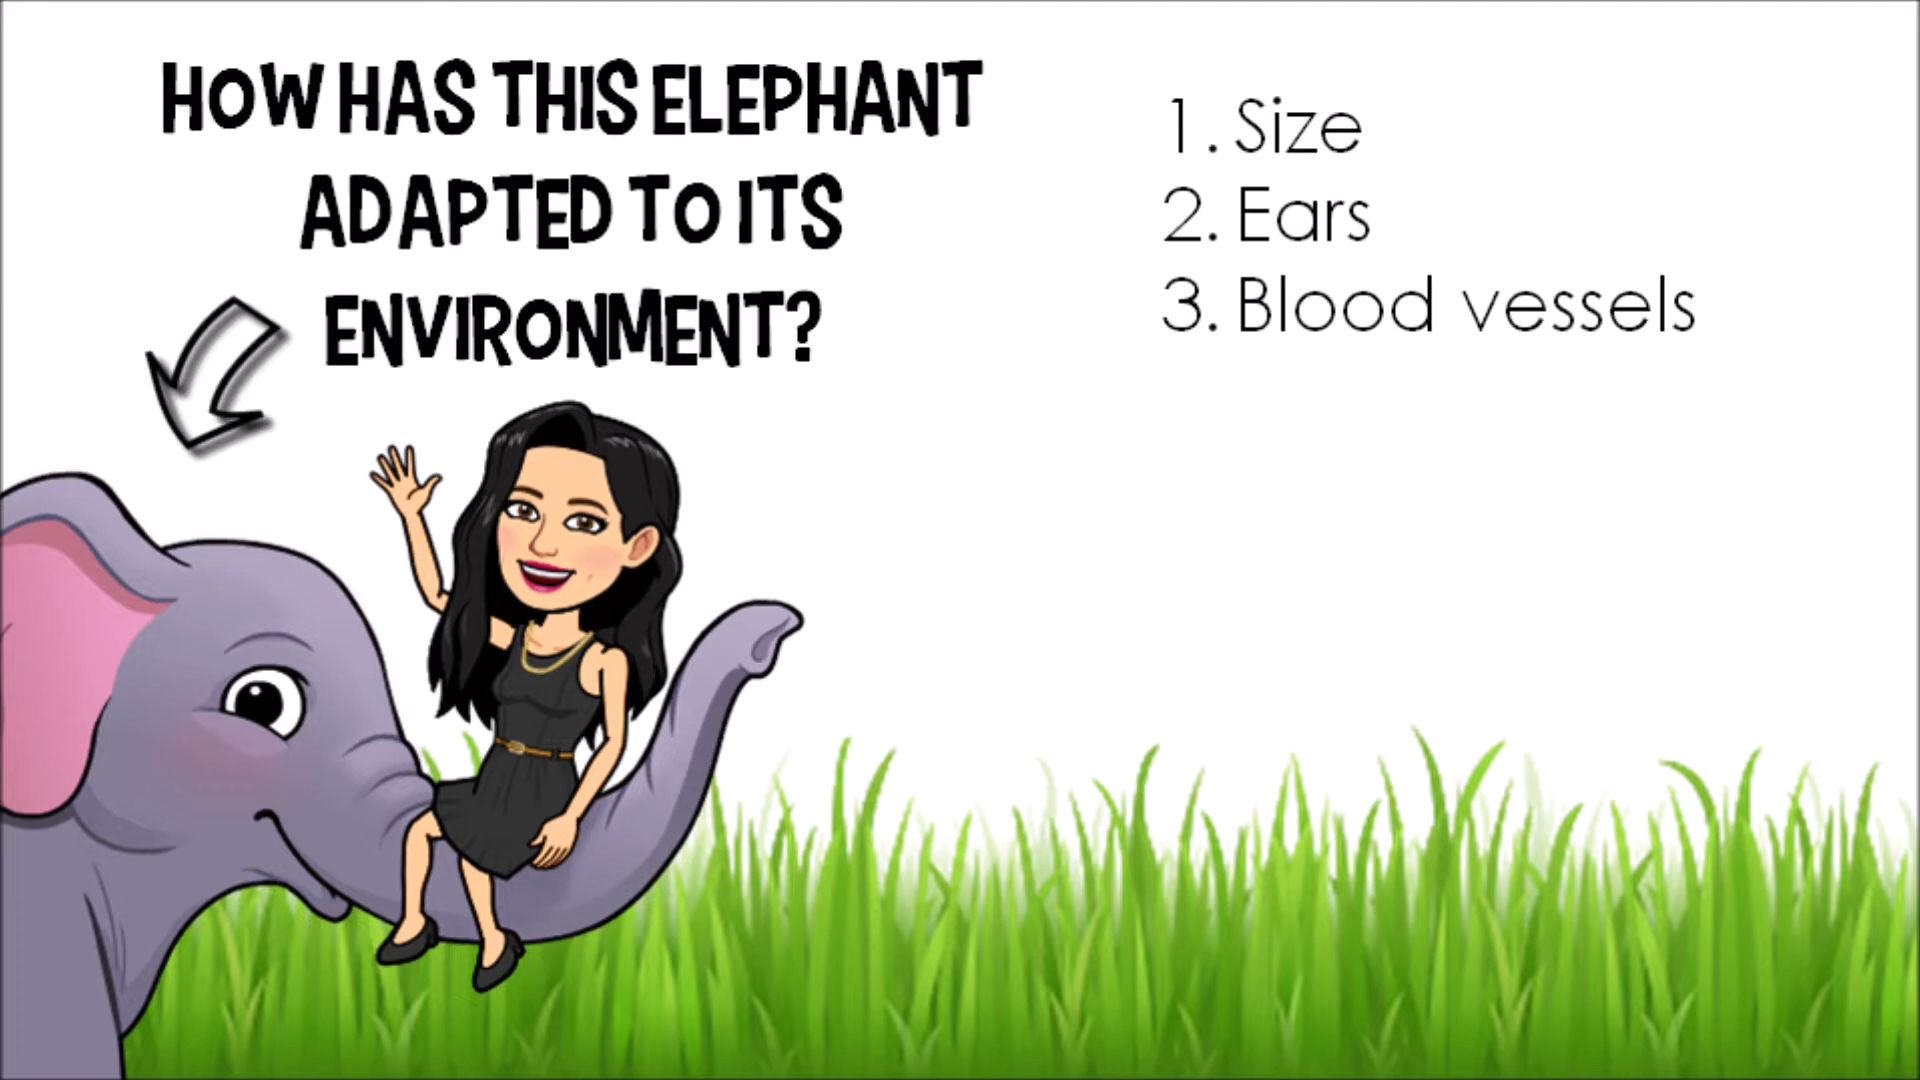 HOW HAS THIS ELEPHANT
ADAPTED TO ITS
ENVIRONMENT?
1. Size
2. Ears
3. Blood vessels